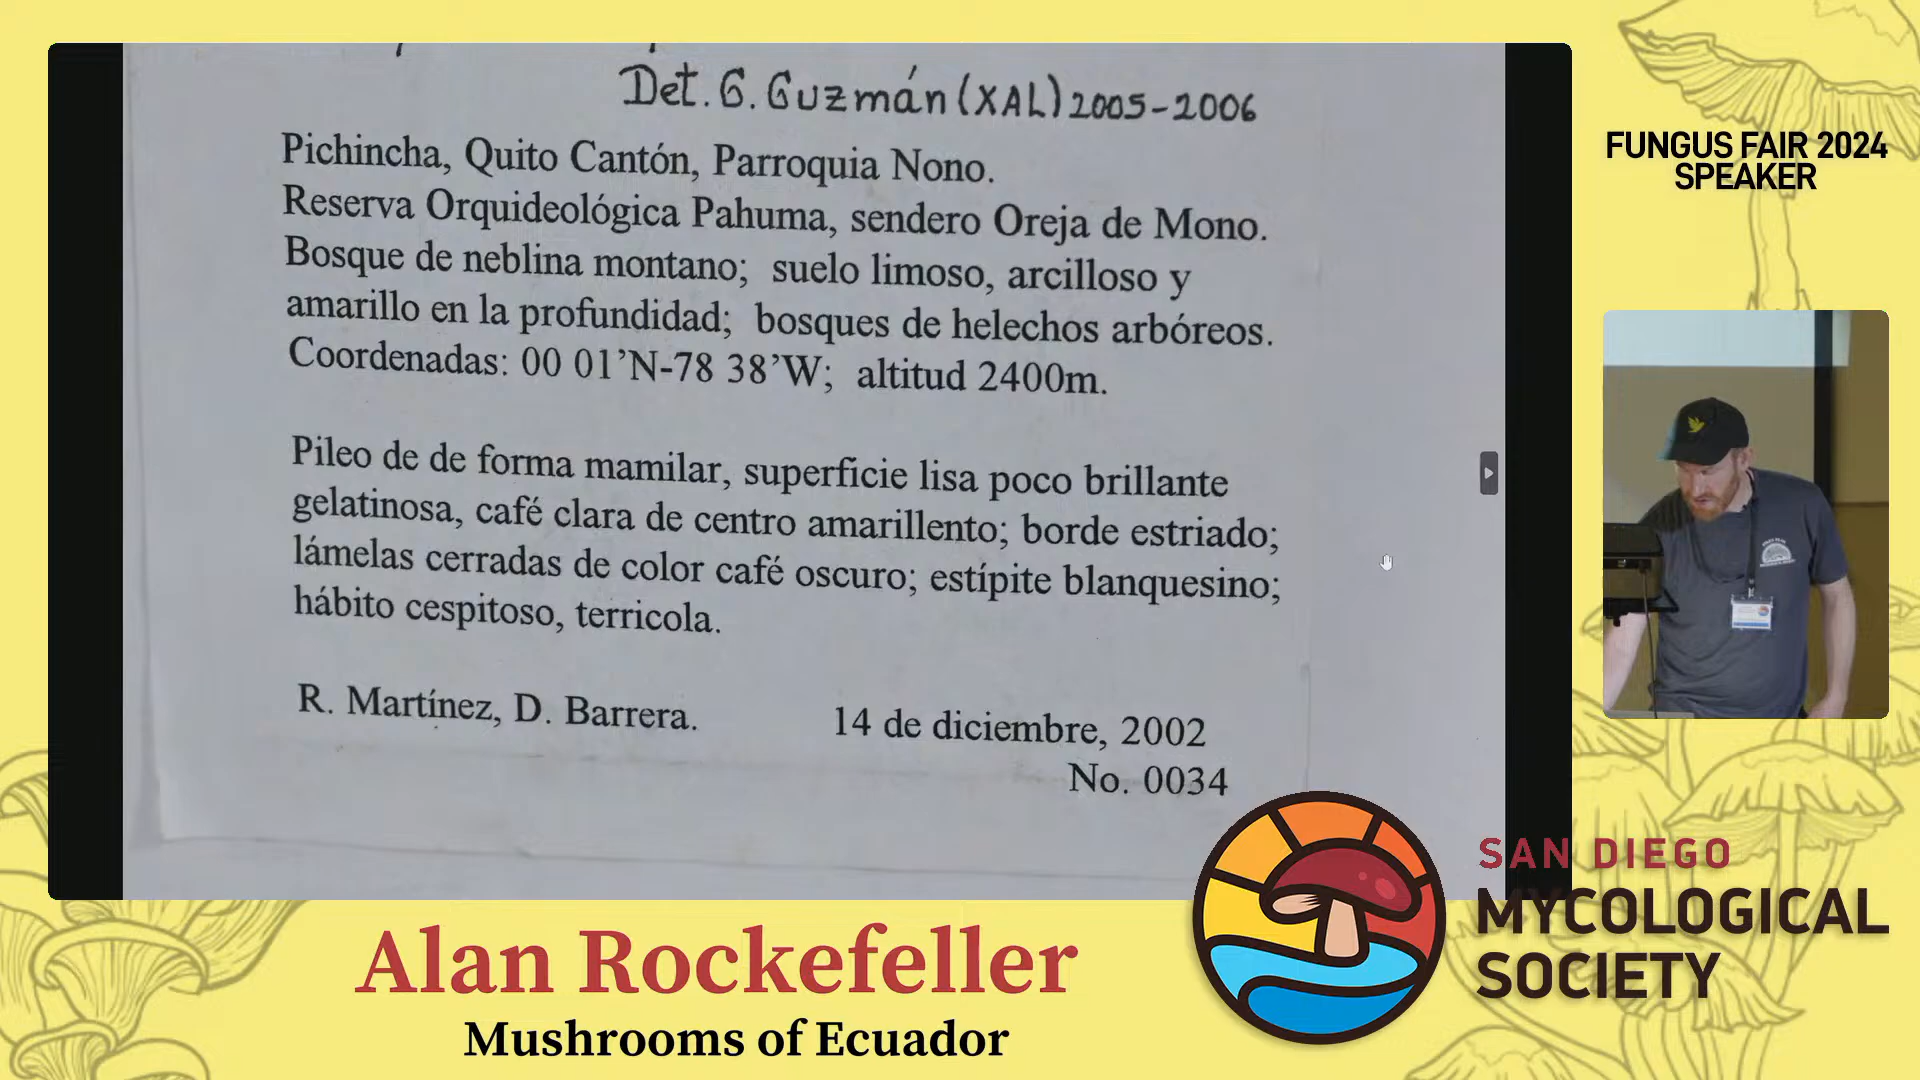 Det. G. Guzmán (XAL) 2005-2006
Pichincha, Quito Cantón, Parroquia Nono.
Reserva Orquideológica Pahuma, sendero Oreja de Mono.
Bosque de neblina montano; suelo limoso, arcilloso y
amarillo en la profundidad; bosques de helechos arbóreos.
Coordenadas: 00 01’N-78 38’W; altitud 2400m.
Pileo de de forma mamilar, superficie lisa poco brillante
gelatinosa, café clara de centro amarillento; borde estriado;
lámelas cerradas de color café oscuro; estípite blanquesino;
hábito cespitoso, terricola.
R. Martínez, D. Barrera. 14 de diciembre, 2002
No. 0034
FUNGUS FAIR 2024
SPEAKER
Alan Rockefeller
Mushrooms of Ecuador
SAN DIEGO
MYCOLOGICAL
SOCIETY